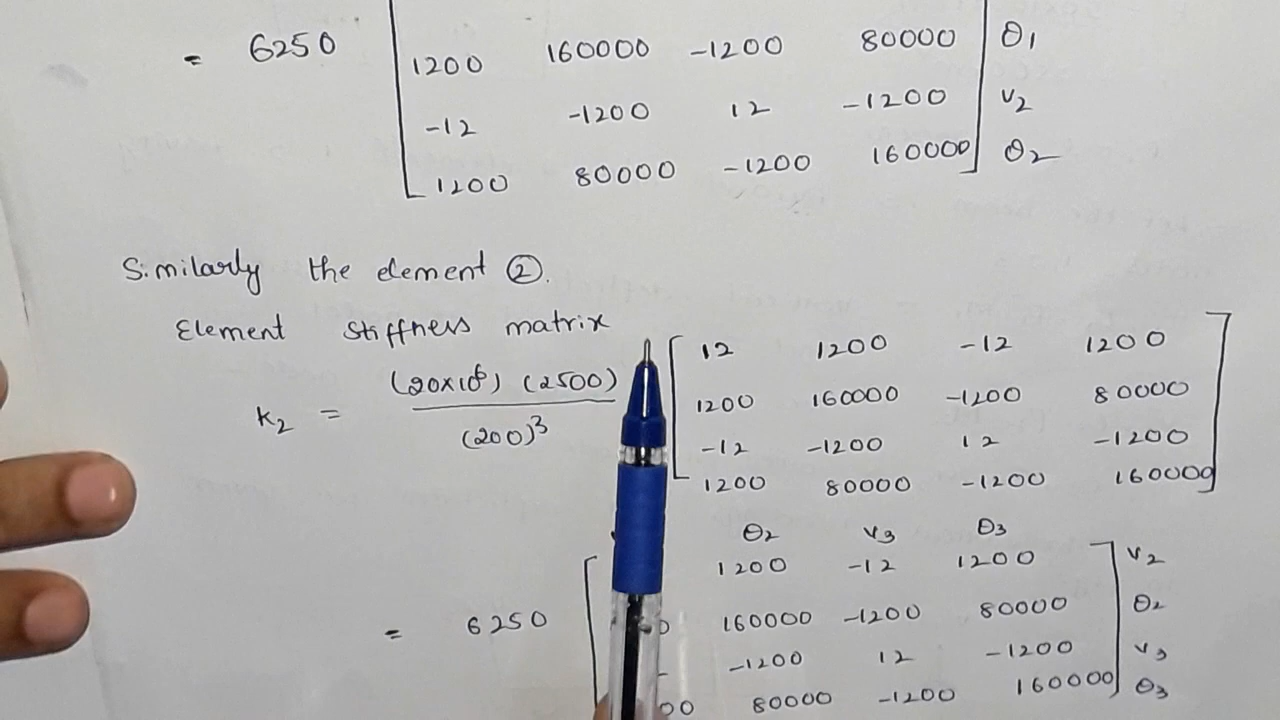 1200 160000 -1200 80000 θ1
= 6250
-12 -1200 12 -1200 v2
1200 80000 -1200 160000 θ2
Similarly the element ②.
Element stiffness matrix
K2 = (20x10⁶) (2500) / (200)³
12 1200 -12 1200
1200 160000 -1200 80000
-12 -1200 12 -1200
1200 80000 -1200 160000
θ2 v3 θ3
1200 -12 1200 v2
= 6250
160000 -1200 80000 θ2
-1200 12 -1200 v3
80000 -1200 160000 θ3